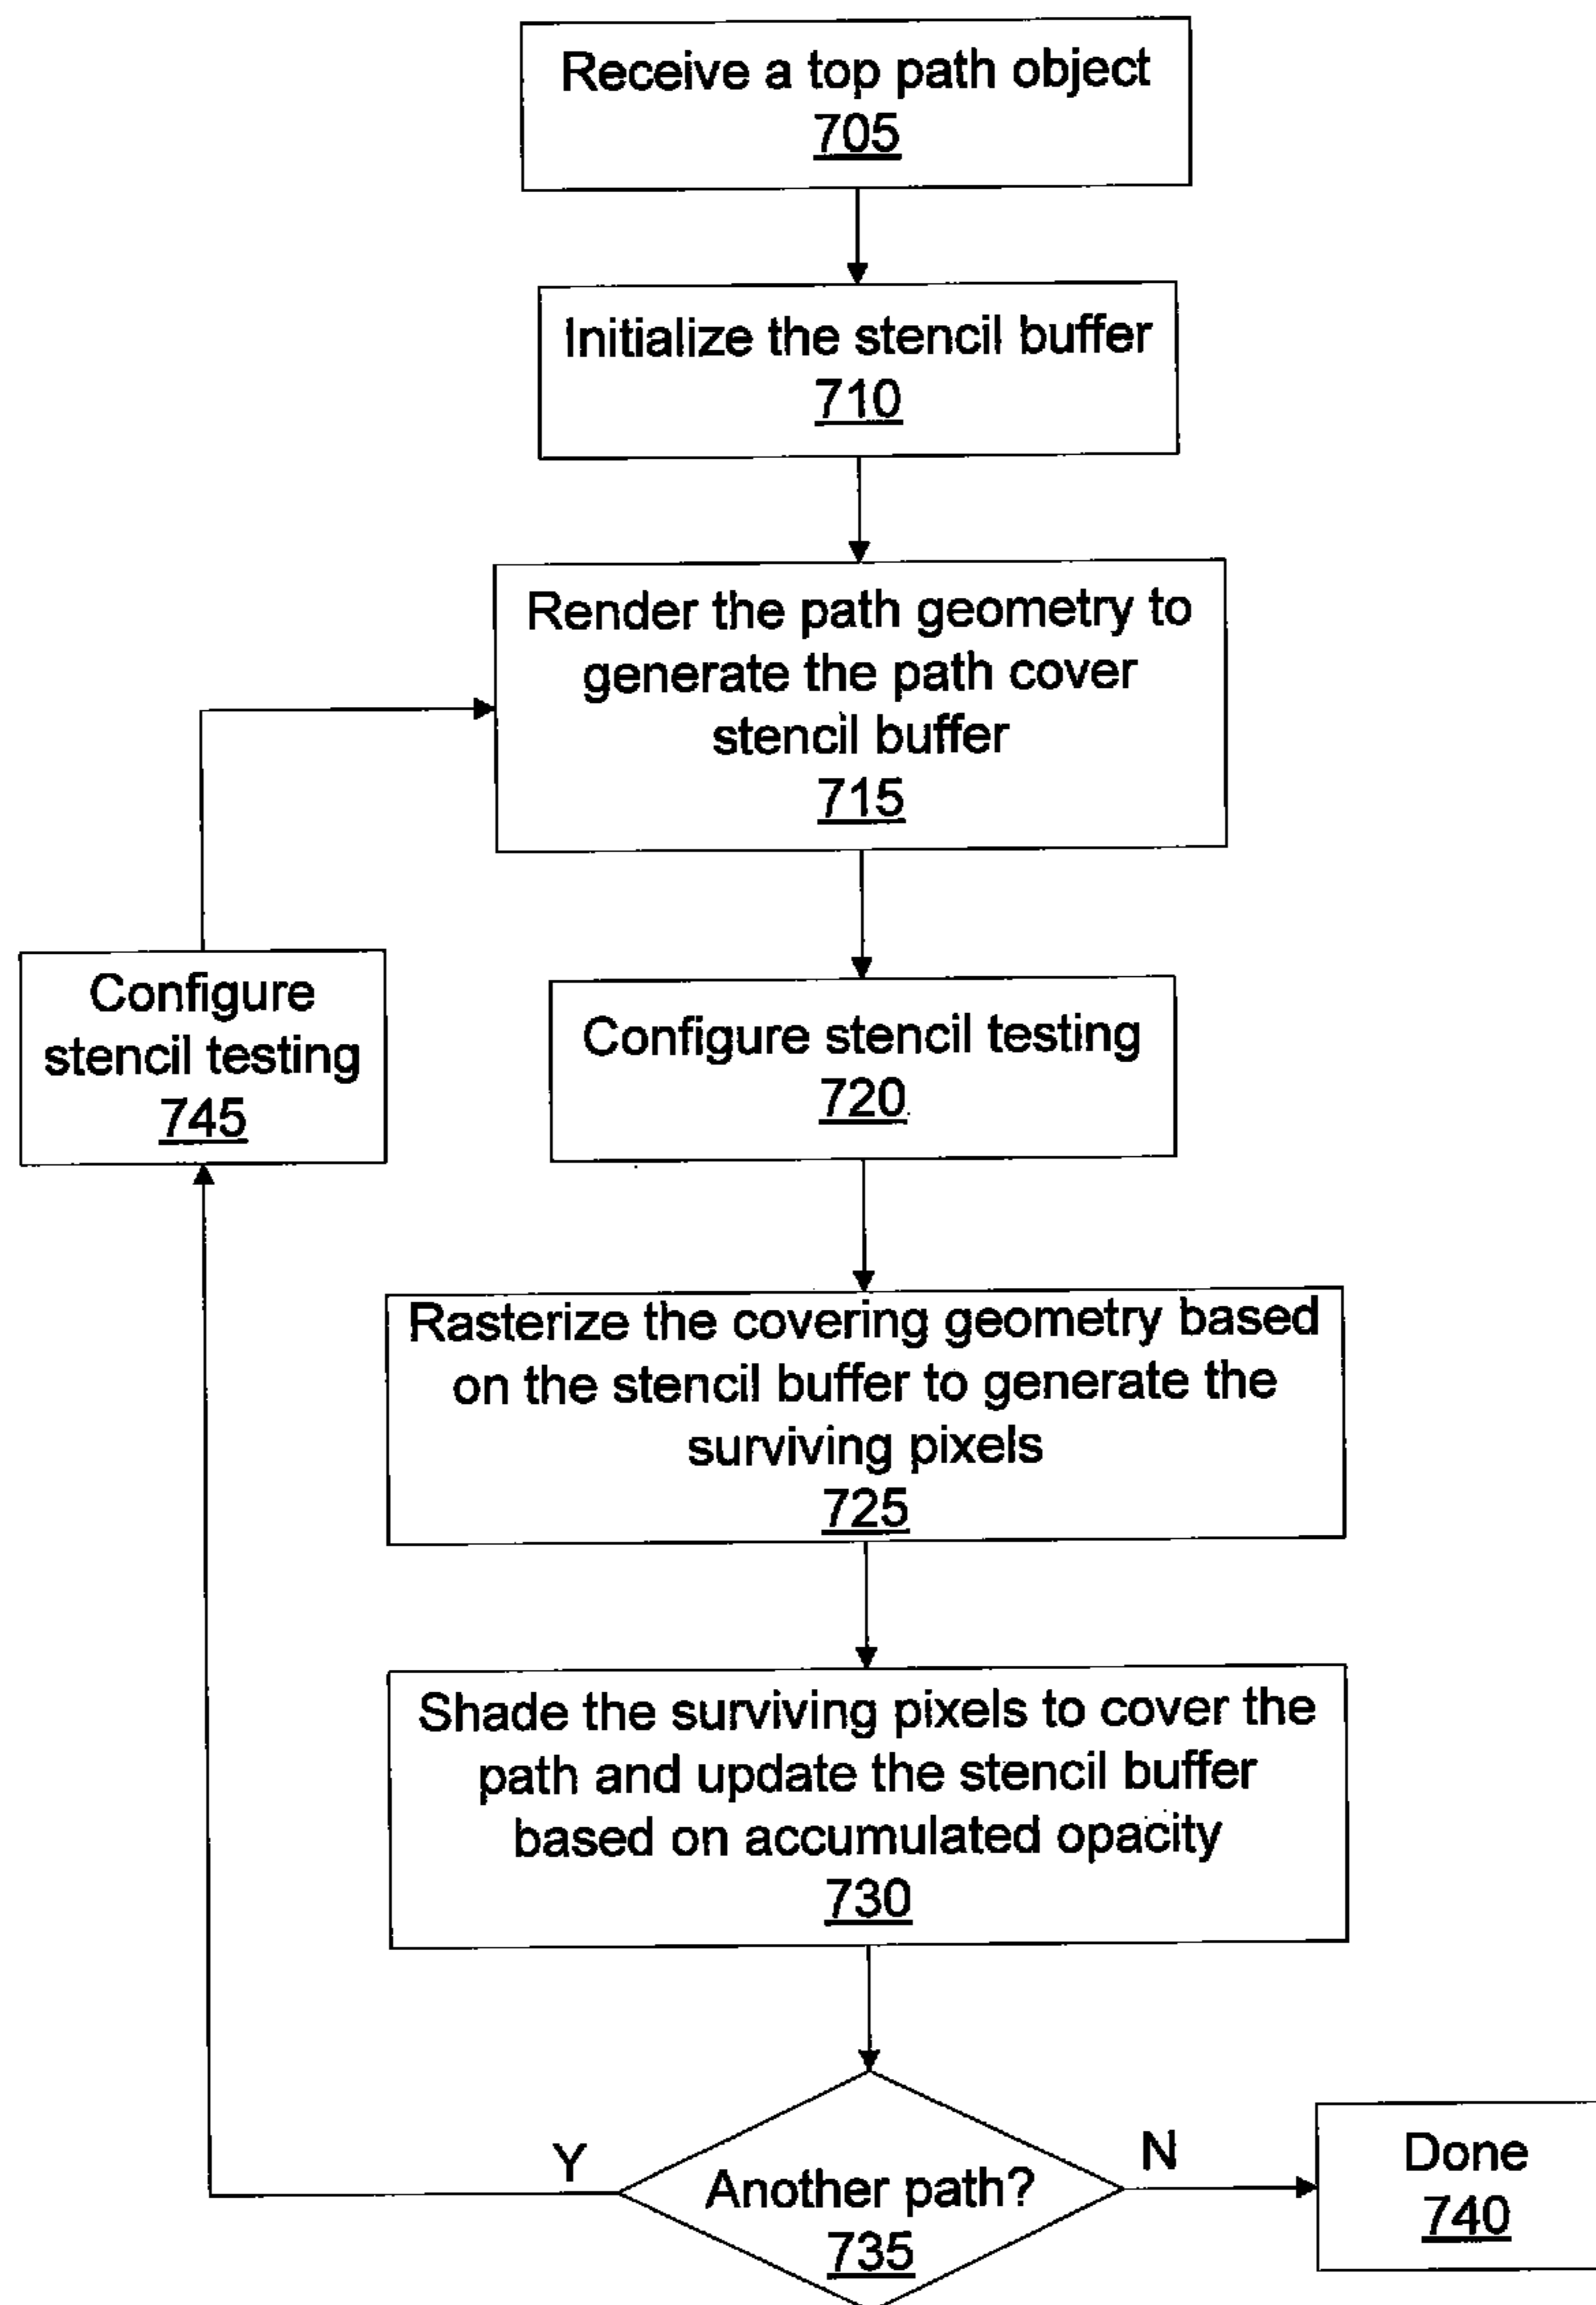 Receive a top path object
705
Initialize the stencil buffer
710
Render the path geometry to
generate the path cover
stencil buffer
715
Configure
stencil testing
745
Configure stencil testing
720
Rasterize the covering geometry based
on the stencil buffer to generate the
surviving pixels
725
Shade the surviving pixels to cover the
path and update the stencil buffer
based on accumulated opacity
730
Y
Another path?
735
N
Done
740